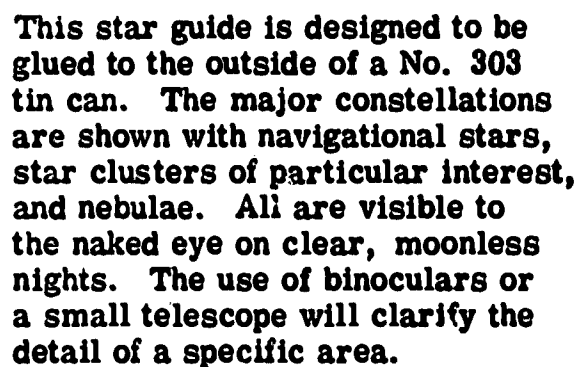 This star guide is designed to be
glued to the outside of a No. 303
tin can. The major constellations
are shown with navigational stars,
star clusters of particular interest,
and nebulae. All are visible to
the naked eye on clear, moonless
nights. The use of binoculars or
a small telescope will clarify the
detail of a specific area.